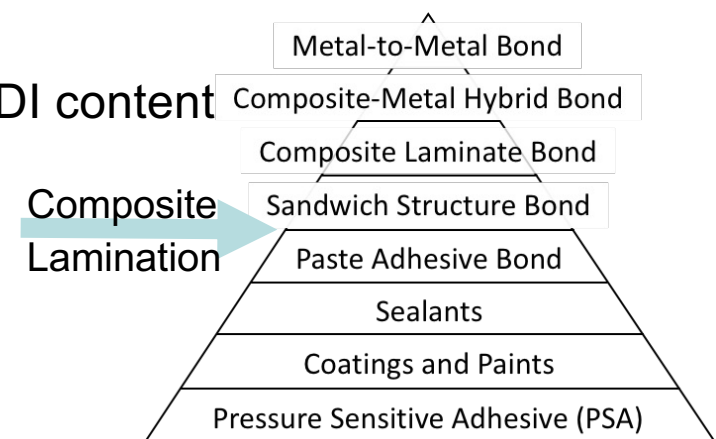 Metal-to-Metal Bond
DI content
Composite-Metal Hybrid Bond
Composite Laminate Bond
Composite
Lamination
Sandwich Structure Bond
Paste Adhesive Bond
Sealants
Coatings and Paints
Pressure Sensitive Adhesive (PSA)